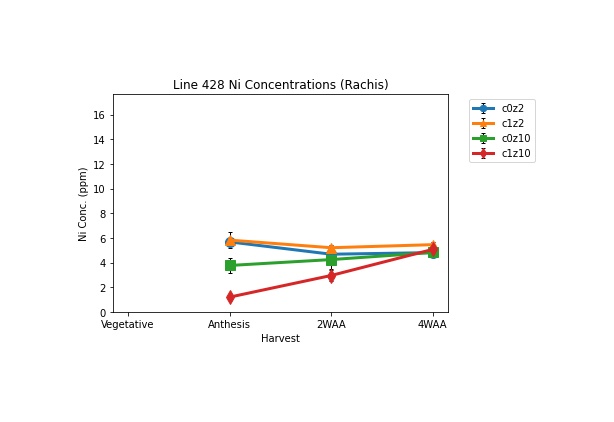 Line 428 Ni Concentrations (Rachis)
c0z2
c1z2
c0z10
c1z10
16
14
12
10
8
6
4
2
0
Ni Conc. (ppm)
Vegetative Anthesis 2WAA 4WAA
Harvest